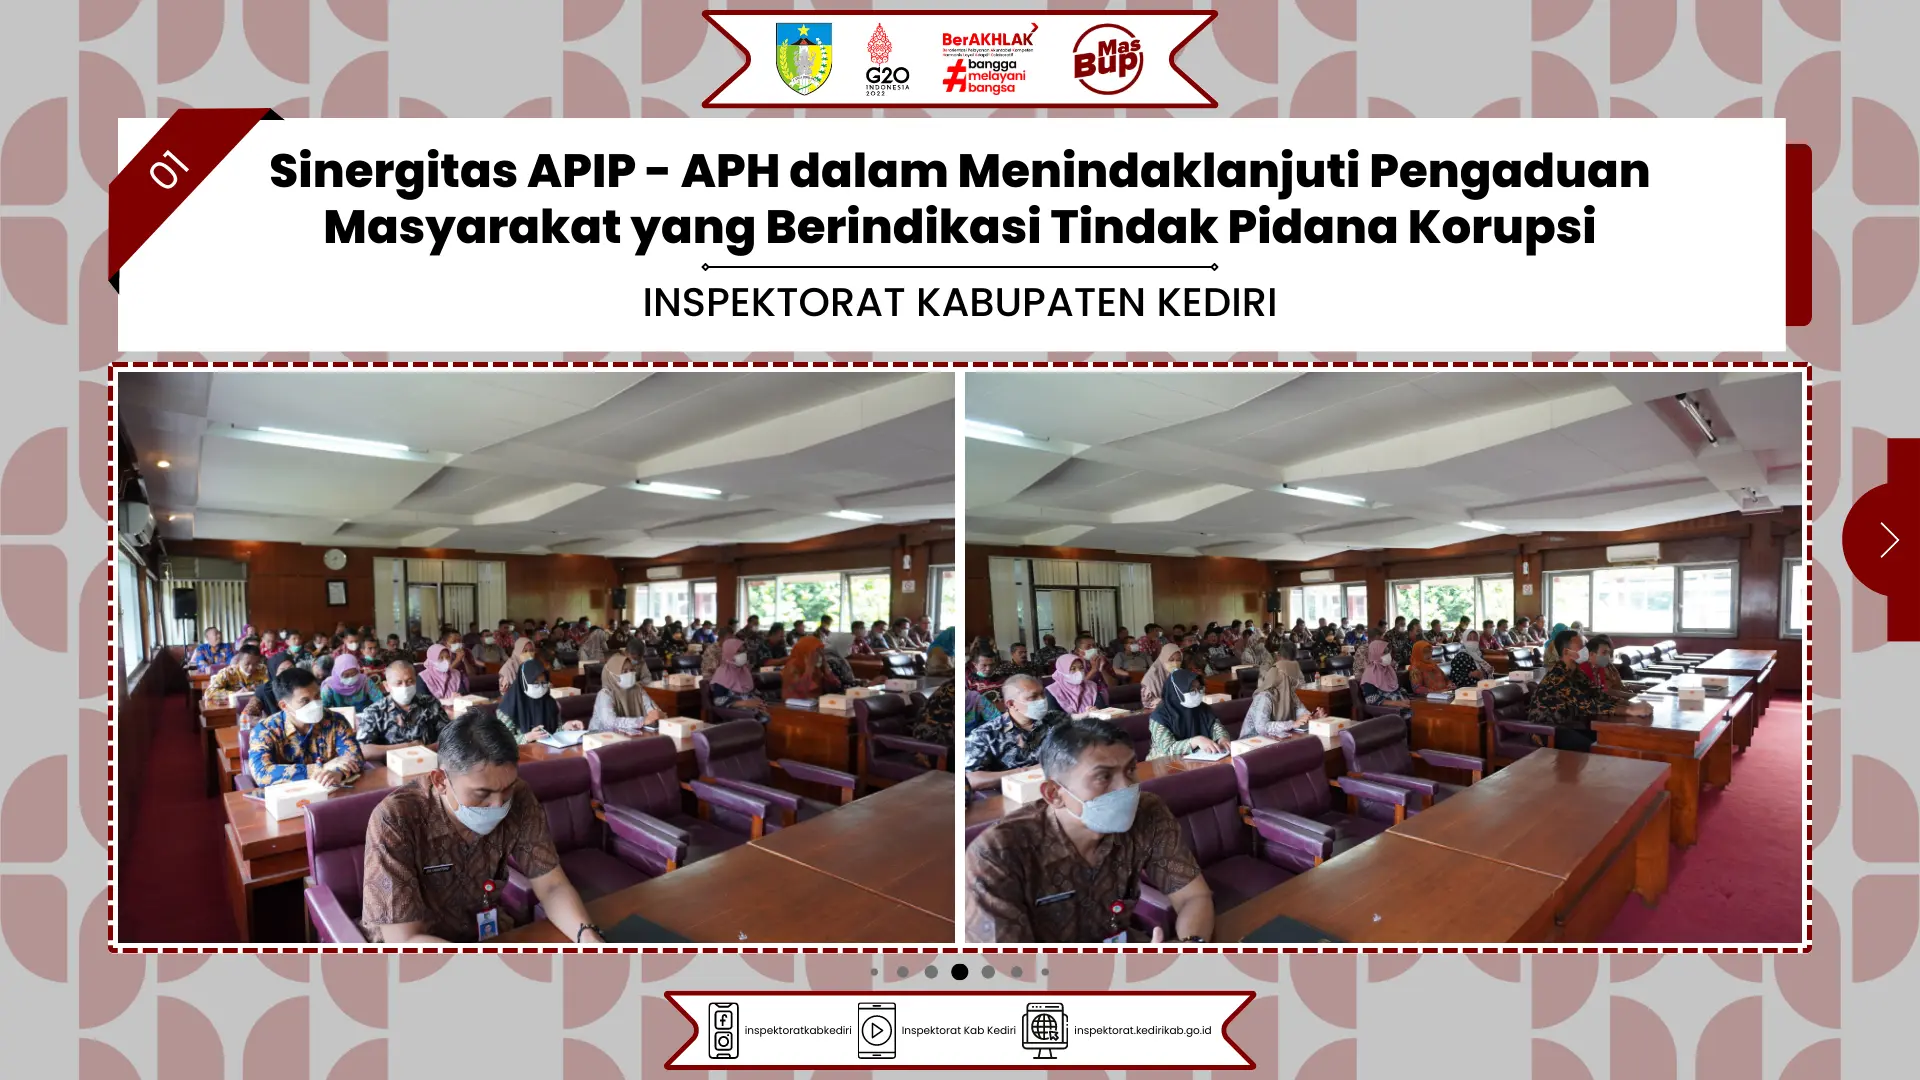 G20
INDONESIA
2022
BerAKHLAK
#bangga
melayani
bangsa
Mas
Bup
01
Sinergitas APIP - APH dalam Menindaklanjuti Pengaduan
Masyarakat yang Berindikasi Tindak Pidana Korupsi
INSPEKTORAT KABUPATEN KEDIRI
inspektoratkabkediri
Inspektorat Kab Kediri
inspektorat.kedirikab.go.id